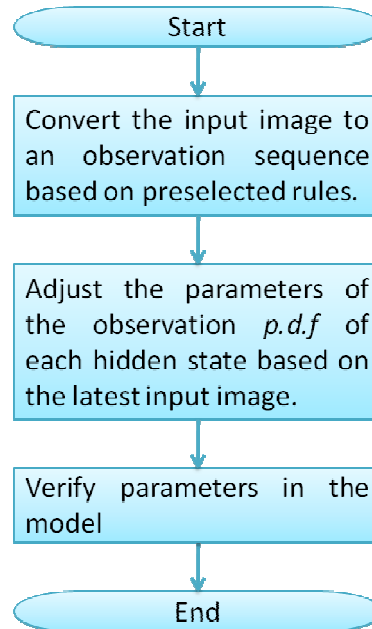 Start
Convert the input image to
an observation sequence
based on preselected rules.
Adjust the parameters of
the observation p.d.f of
each hidden state based on
the latest input image.
Verify parameters in the
model
End